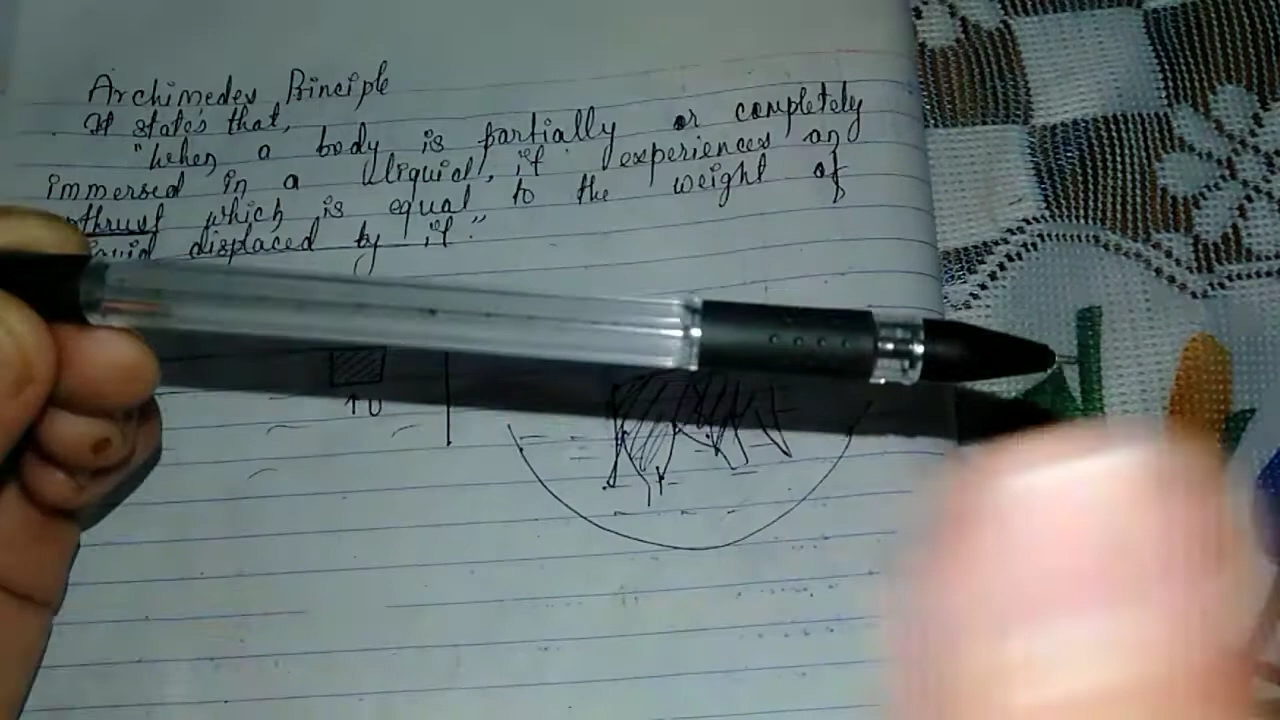 Archimedes Principle
It states that,
"When a body is partially or completely
immersed in a liquid, it experiences an
thrust which is equal to the weight of
displaced by it."
↑U